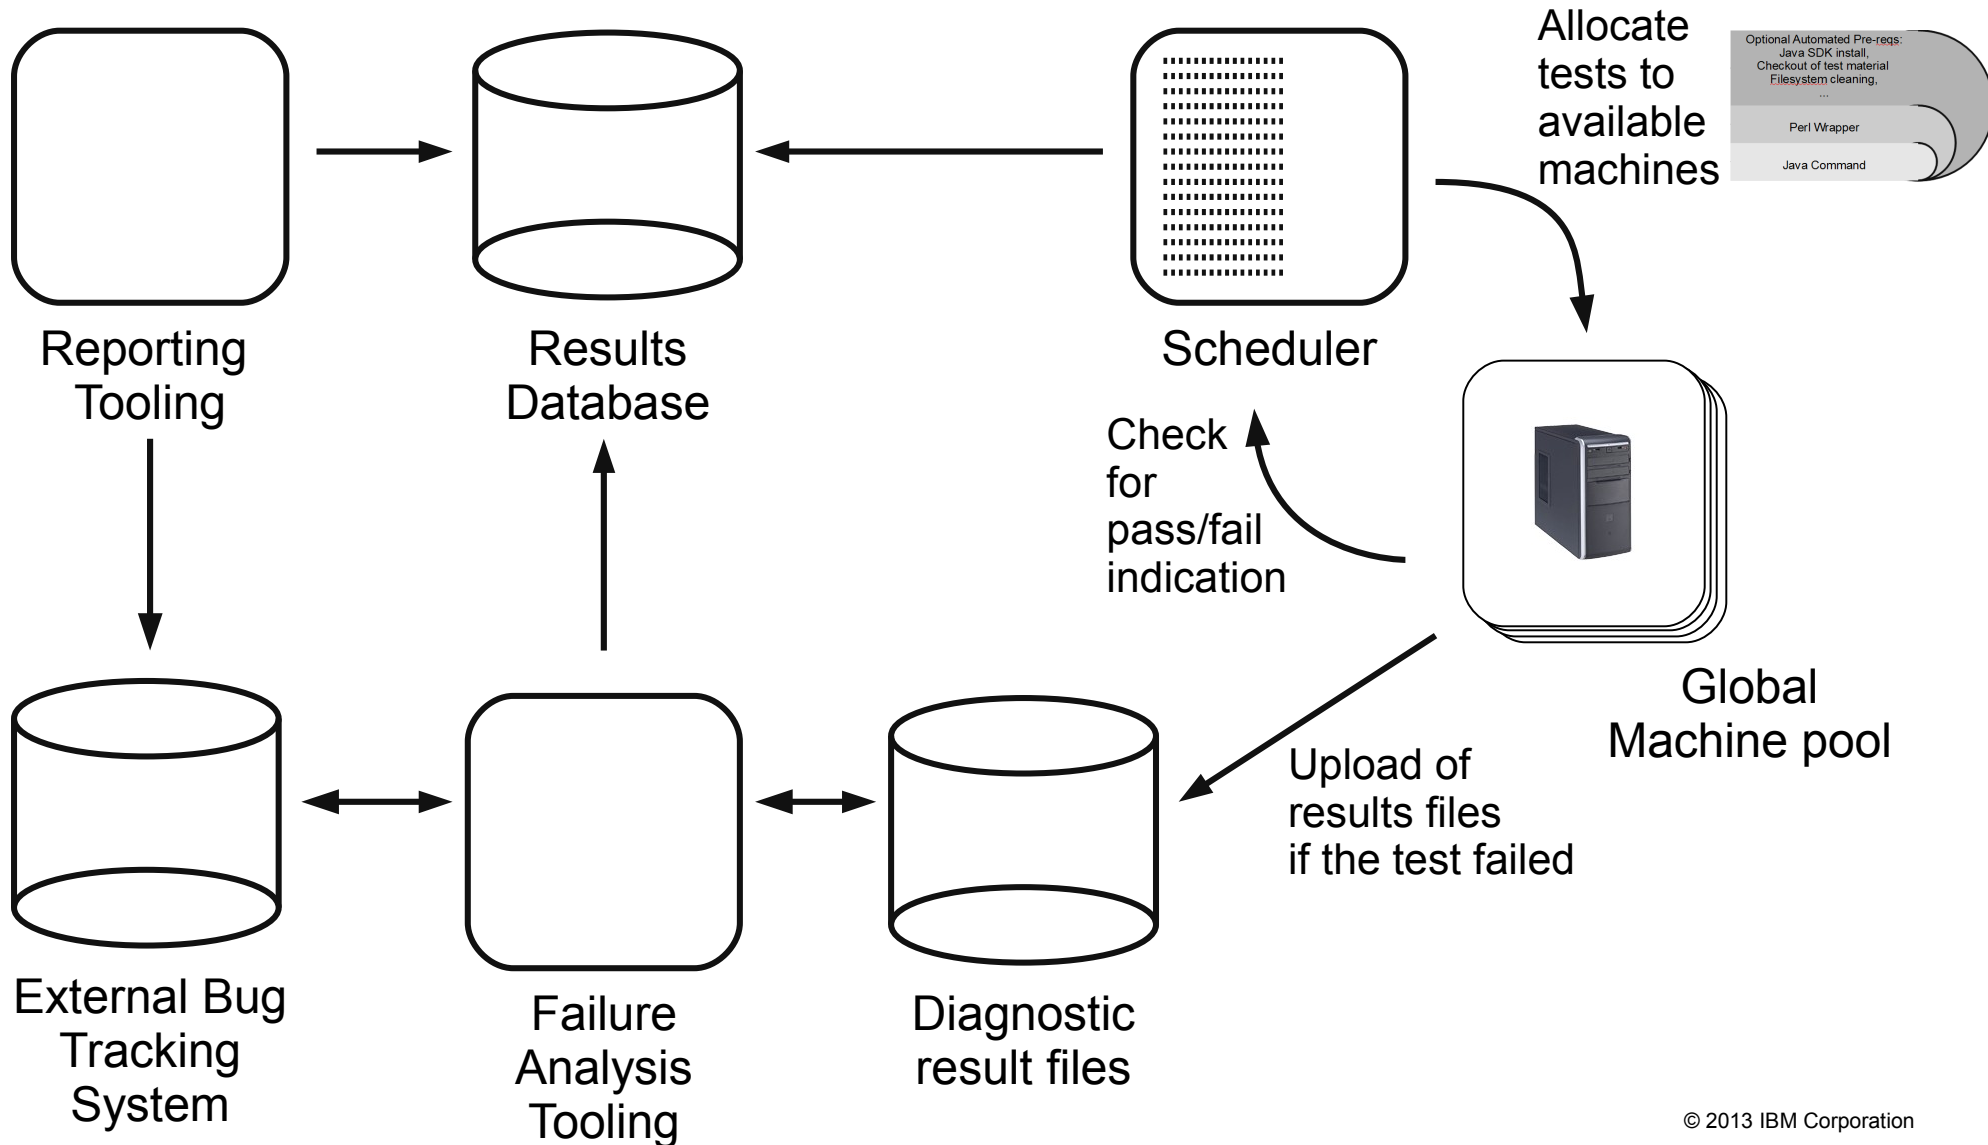 Allocate
tests to
available
machines
Optional Automated Pre-reqs:
Java SDK install,
Checkout of test material
Filesystem cleaning,
...
Perl Wrapper
Java Command
Reporting
Tooling
Results
Database
Scheduler
Check
for
pass/fail
indication
Global
Machine pool
Upload of
results files
if the test failed
External Bug
Tracking
System
Failure
Analysis
Tooling
Diagnostic
result files
© 2013 IBM Corporation